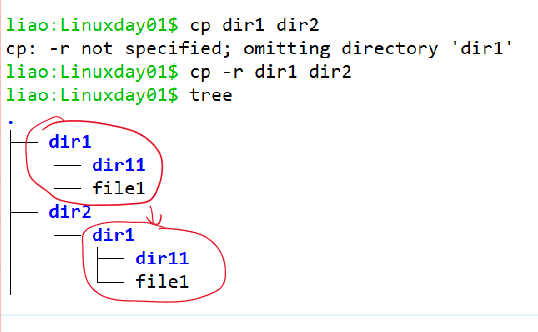 liao:Linuxday01$ cp dir1 dir2
cp: -r not specified; omitting directory 'dir1'
liao:Linuxday01$ cp -r dir1 dir2
liao:Linuxday01$ tree
.
├── dir1
│   ├── dir11
│   └── file1
├── dir2
│   └── dir1
│       ├── dir11
│       └── file1